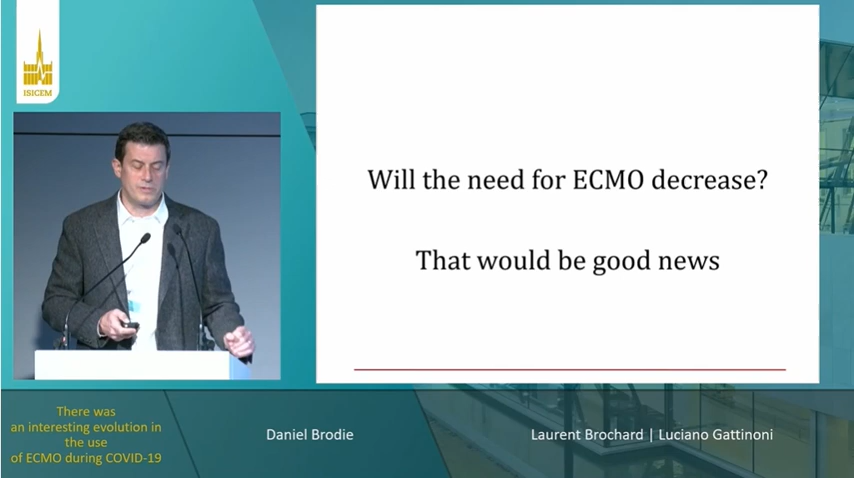 ISICEM
Will the need for ECMO decrease?
That would be good news
There was
an interesting evolution in
the use
of ECMO during COVID-19
Daniel Brodie
Laurent Brochard | Luciano Gattinoni